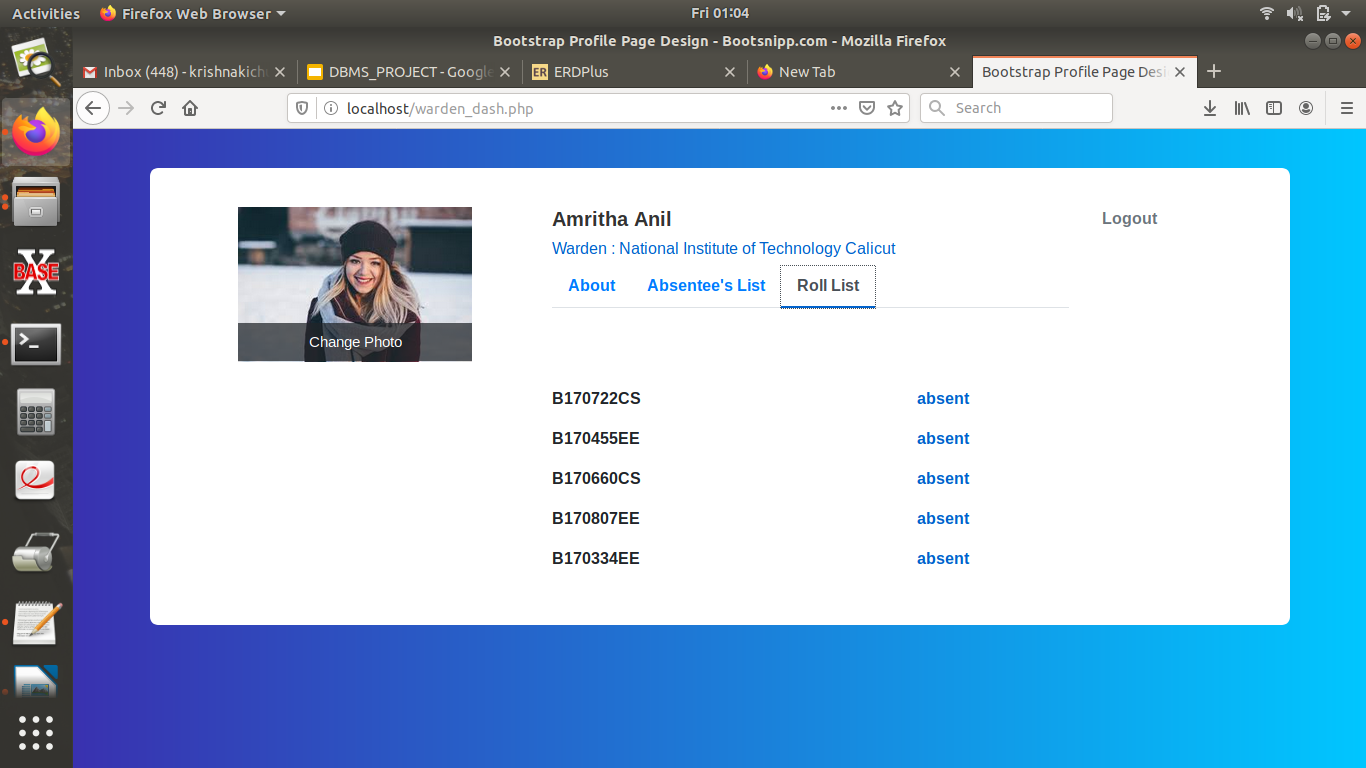 Activities Firefox Web Browser Fri 01:04
Bootstrap Profile Page Design - Bootsnipp.com - Mozilla Firefox
Inbox (448) - krishnakich DBMS_PROJECT - Google ERDPlus New Tab Bootstrap Profile Page Desi
localhost/warden_dash.php Search
Amritha Anil Logout
Warden : National Institute of Technology Calicut
About Absentee's List Roll List
Change Photo
B170722CS absent
B170455EE absent
B170660CS absent
B170807EE absent
B170334EE absent
ER
X
BASE